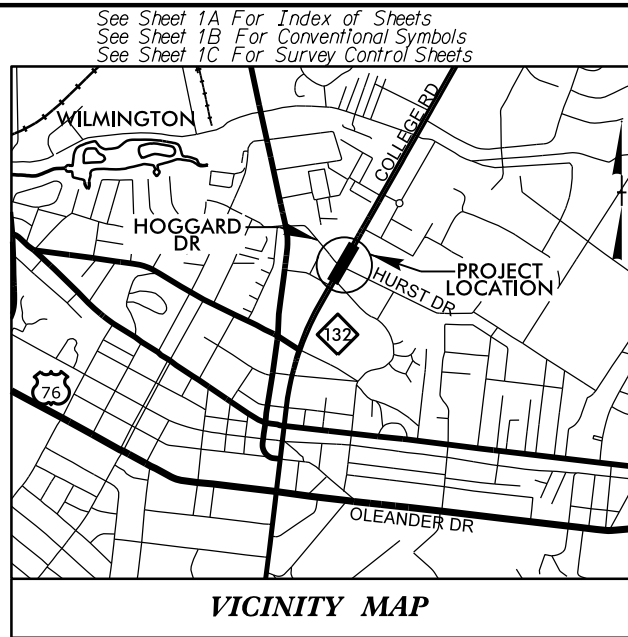 See Sheet 1A For Index of Sheets
See Sheet 1B For Conventional Symbols
See Sheet 1C For Survey Control Sheets
WILMINGTON
COLLEGE RD
HOGGARD
DR
PROJECT
LOCATION
HURST DR
132
76
OLEANDER DR
VICINITY MAP